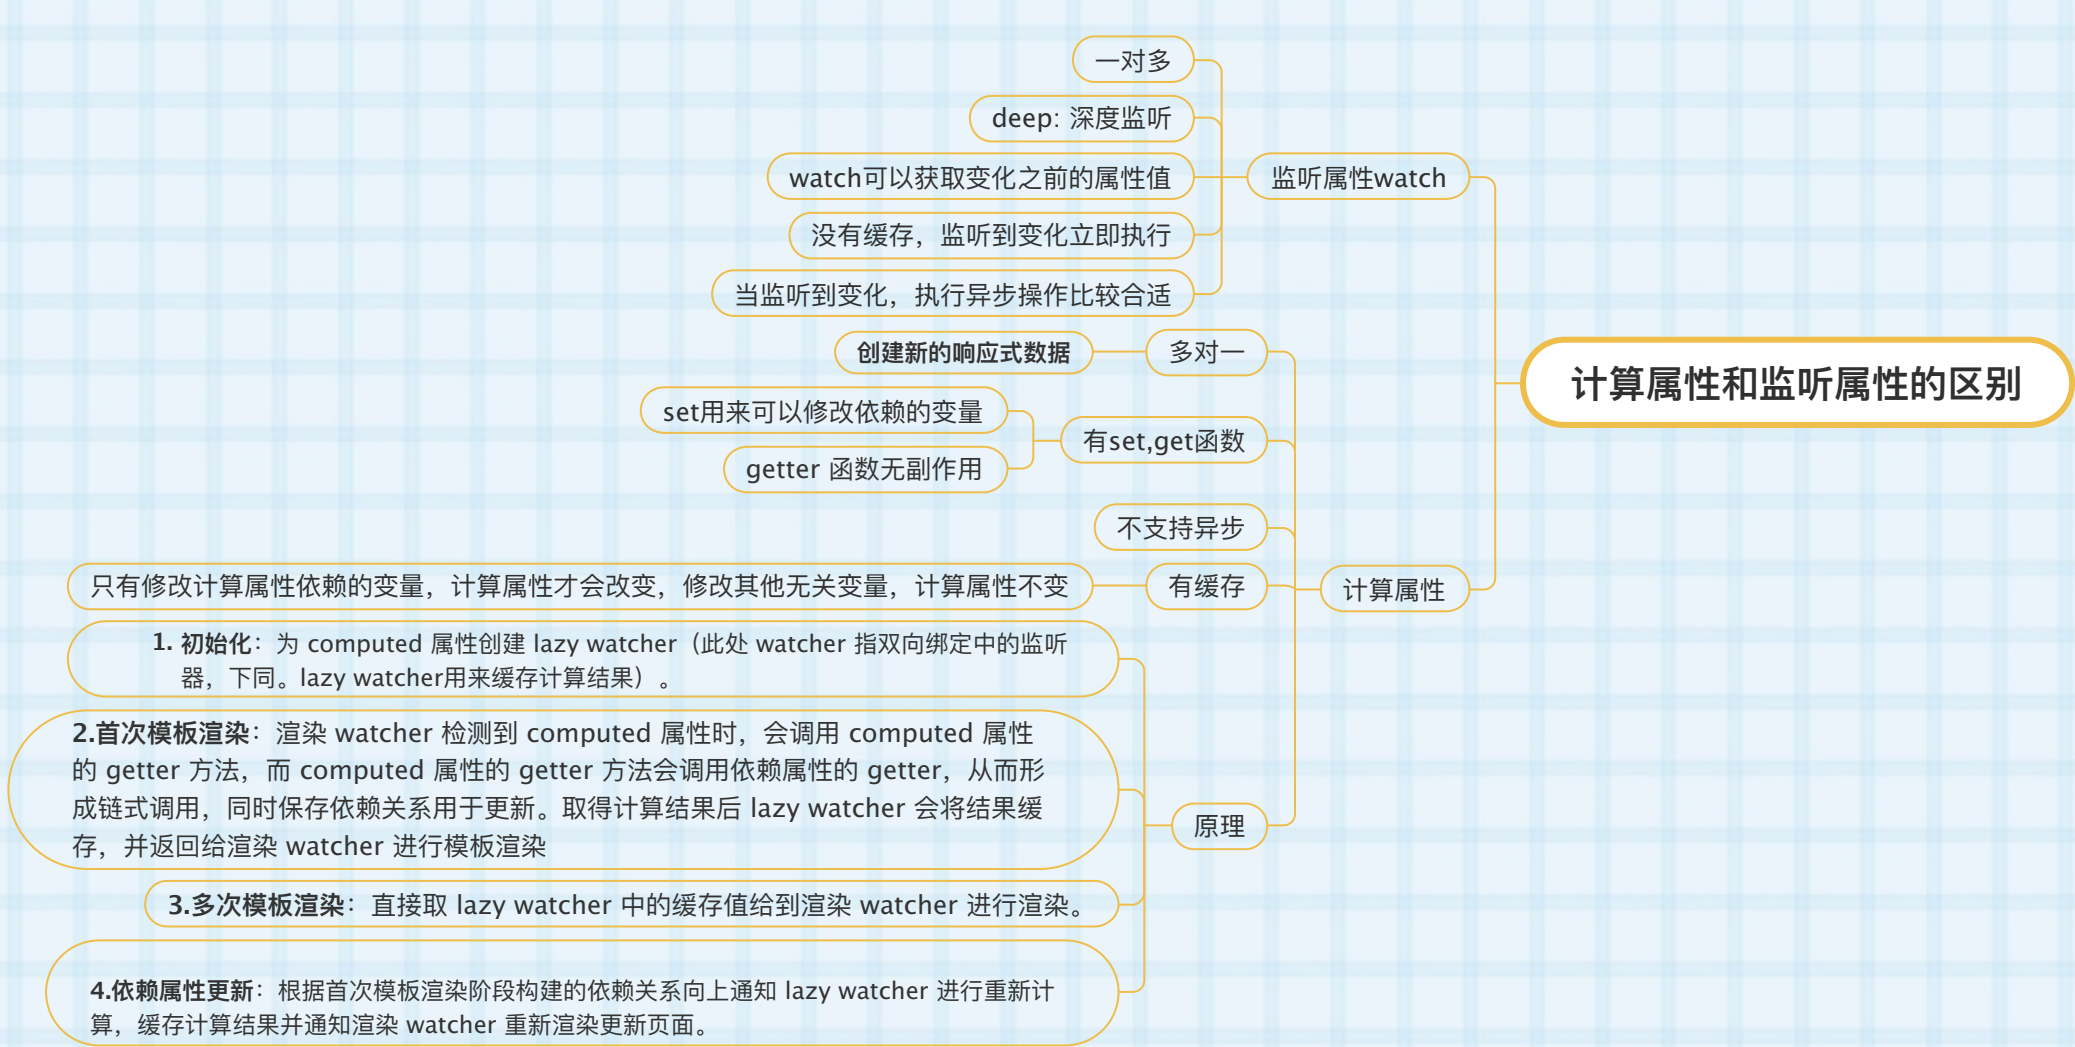 计算属性和监听属性的区别
监听属性watch
一对多
deep: 深度监听
watch可以获取变化之前的属性值
没有缓存，监听到变化立即执行
当监听到变化，执行异步操作比较合适
计算属性
多对一
创建新的响应式数据
有set,get函数
set用来可以修改依赖的变量
getter 函数无副作用
不支持异步
有缓存
只有修改计算属性依赖的变量，计算属性才会改变，修改其他无关变量，计算属性不变
原理
1. 初始化：为 computed 属性创建 lazy watcher（此处 watcher 指双向绑定中的监听
器，下同。lazy watcher用来缓存计算结果）。
2.首次模板渲染：渲染 watcher 检测到 computed 属性时，会调用 computed 属性
的 getter 方法，而 computed 属性的 getter 方法会调用依赖属性的 getter，从而形
成链式调用，同时保存依赖关系用于更新。取得计算结果后 lazy watcher 会将结果缓
存，并返回给渲染 watcher 进行模板渲染
3.多次模板渲染：直接取 lazy watcher 中的缓存值给到渲染 watcher 进行渲染。
4.依赖属性更新：根据首次模板渲染阶段构建的依赖关系向上通知 lazy watcher 进行重新计
算，缓存计算结果并通知渲染 watcher 重新渲染更新页面。